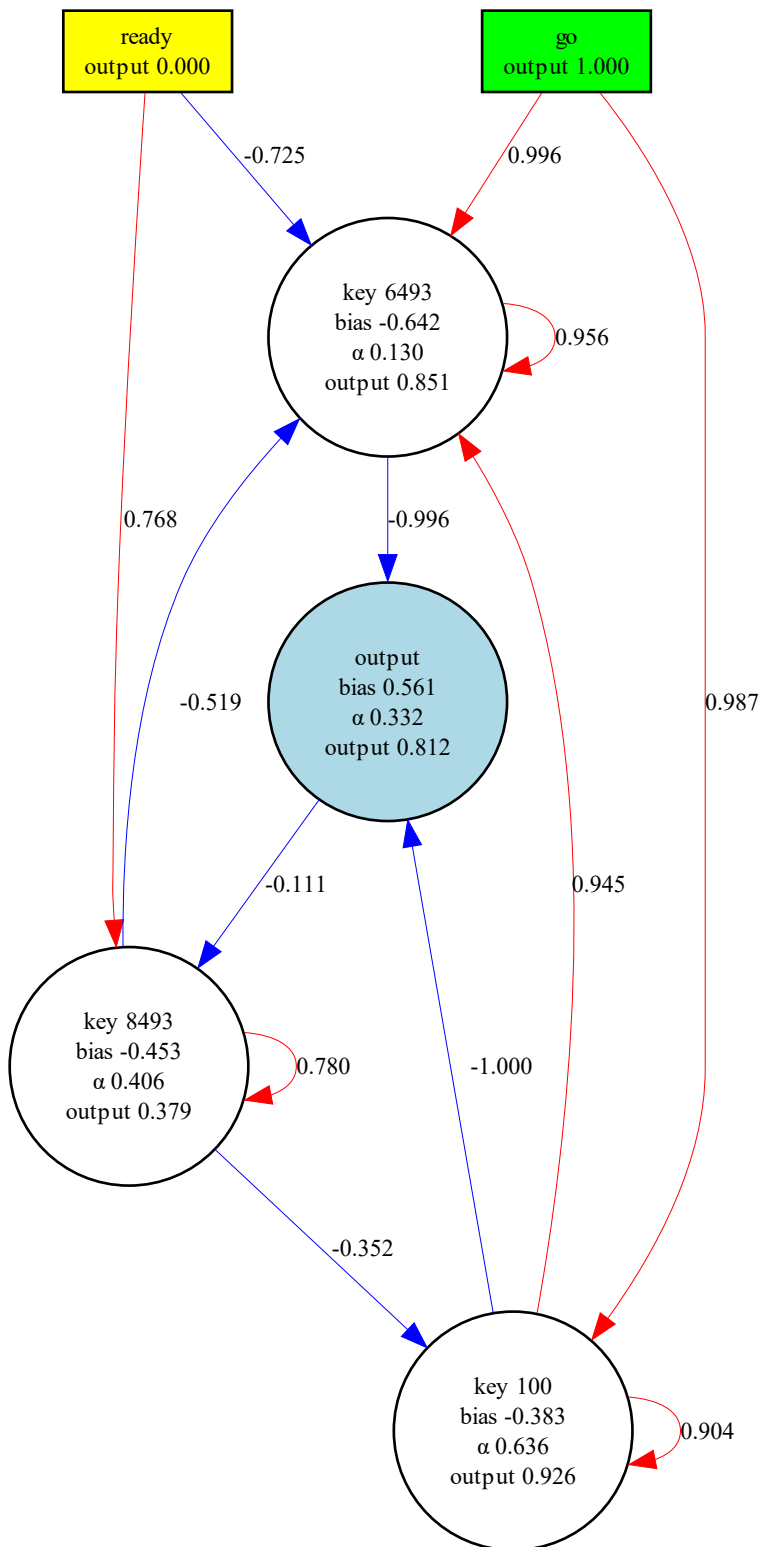 ready
output 0.000
go
output 1.000
-0.725
0.996
key 6493
bias -0.642
α 0.130
output 0.851
0.956
0.768
-0.996
output
bias 0.561
α 0.332
output 0.812
-0.519
0.987
-0.111
0.945
key 8493
bias -0.453
α 0.406
output 0.379
0.780
-1.000
-0.352
key 100
bias -0.383
α 0.636
output 0.926
0.904